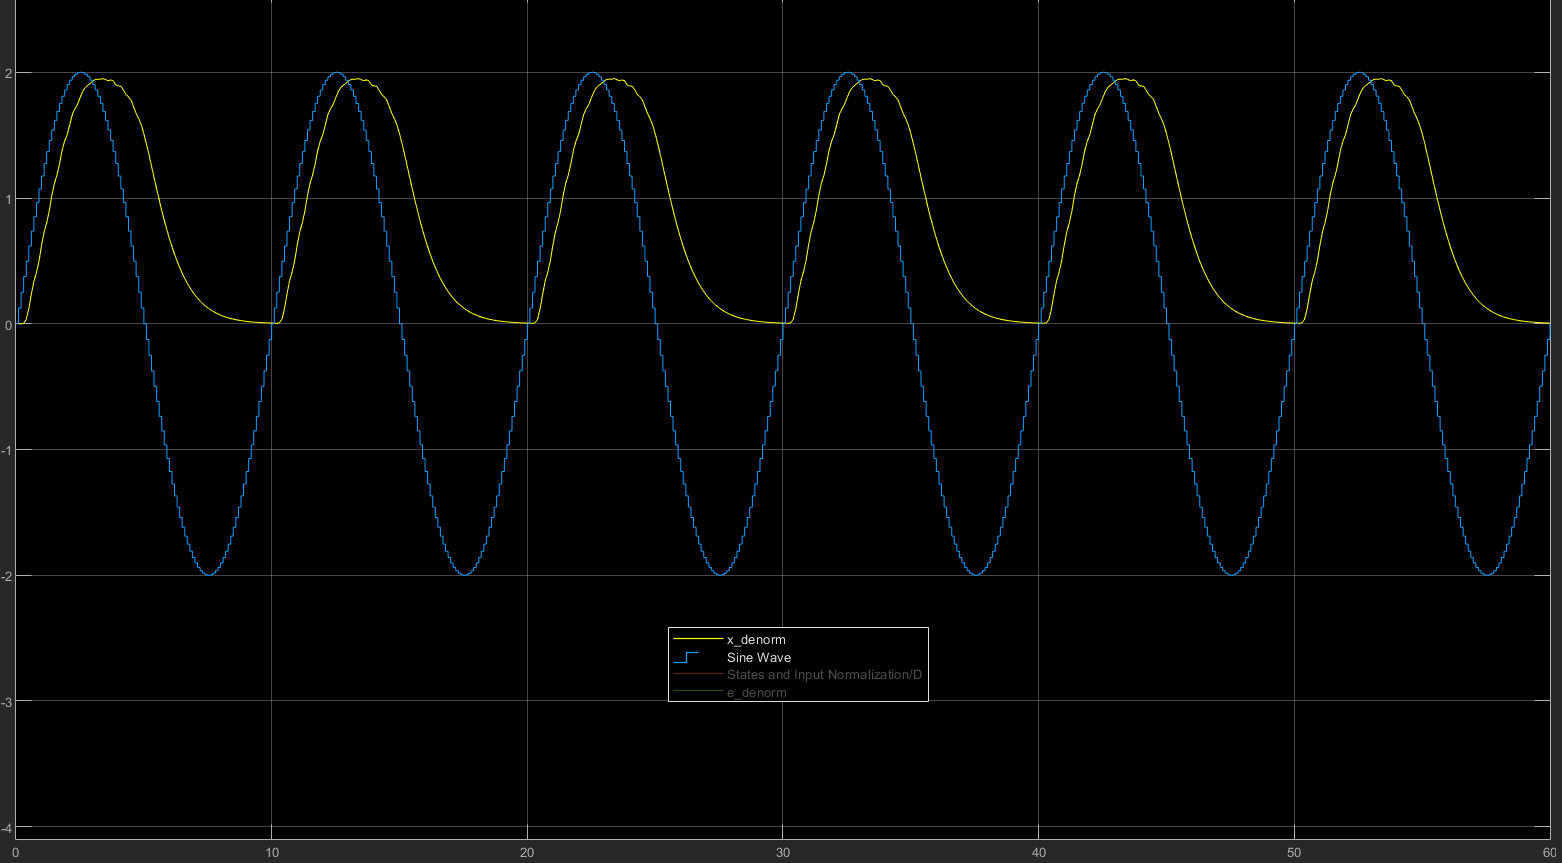 2
1
0
-1
-2
-3
-4
0 10 20 30 40 50 60
x_denorm
Sine Wave
States and Input Normalization/D
e_denorm